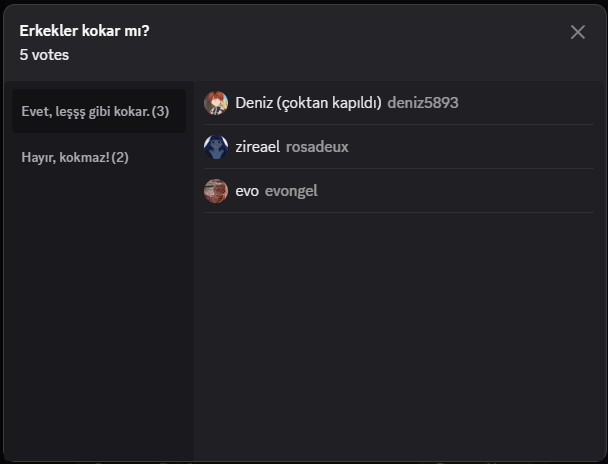 Erkekler kokar mı?
5 votes
Evet, leşşş gibi kokar. (3)
Hayır, kokmaz! (2)
Deniz (çoktan kapıldı) deniz5893
zireael rosadeux
evo evongel